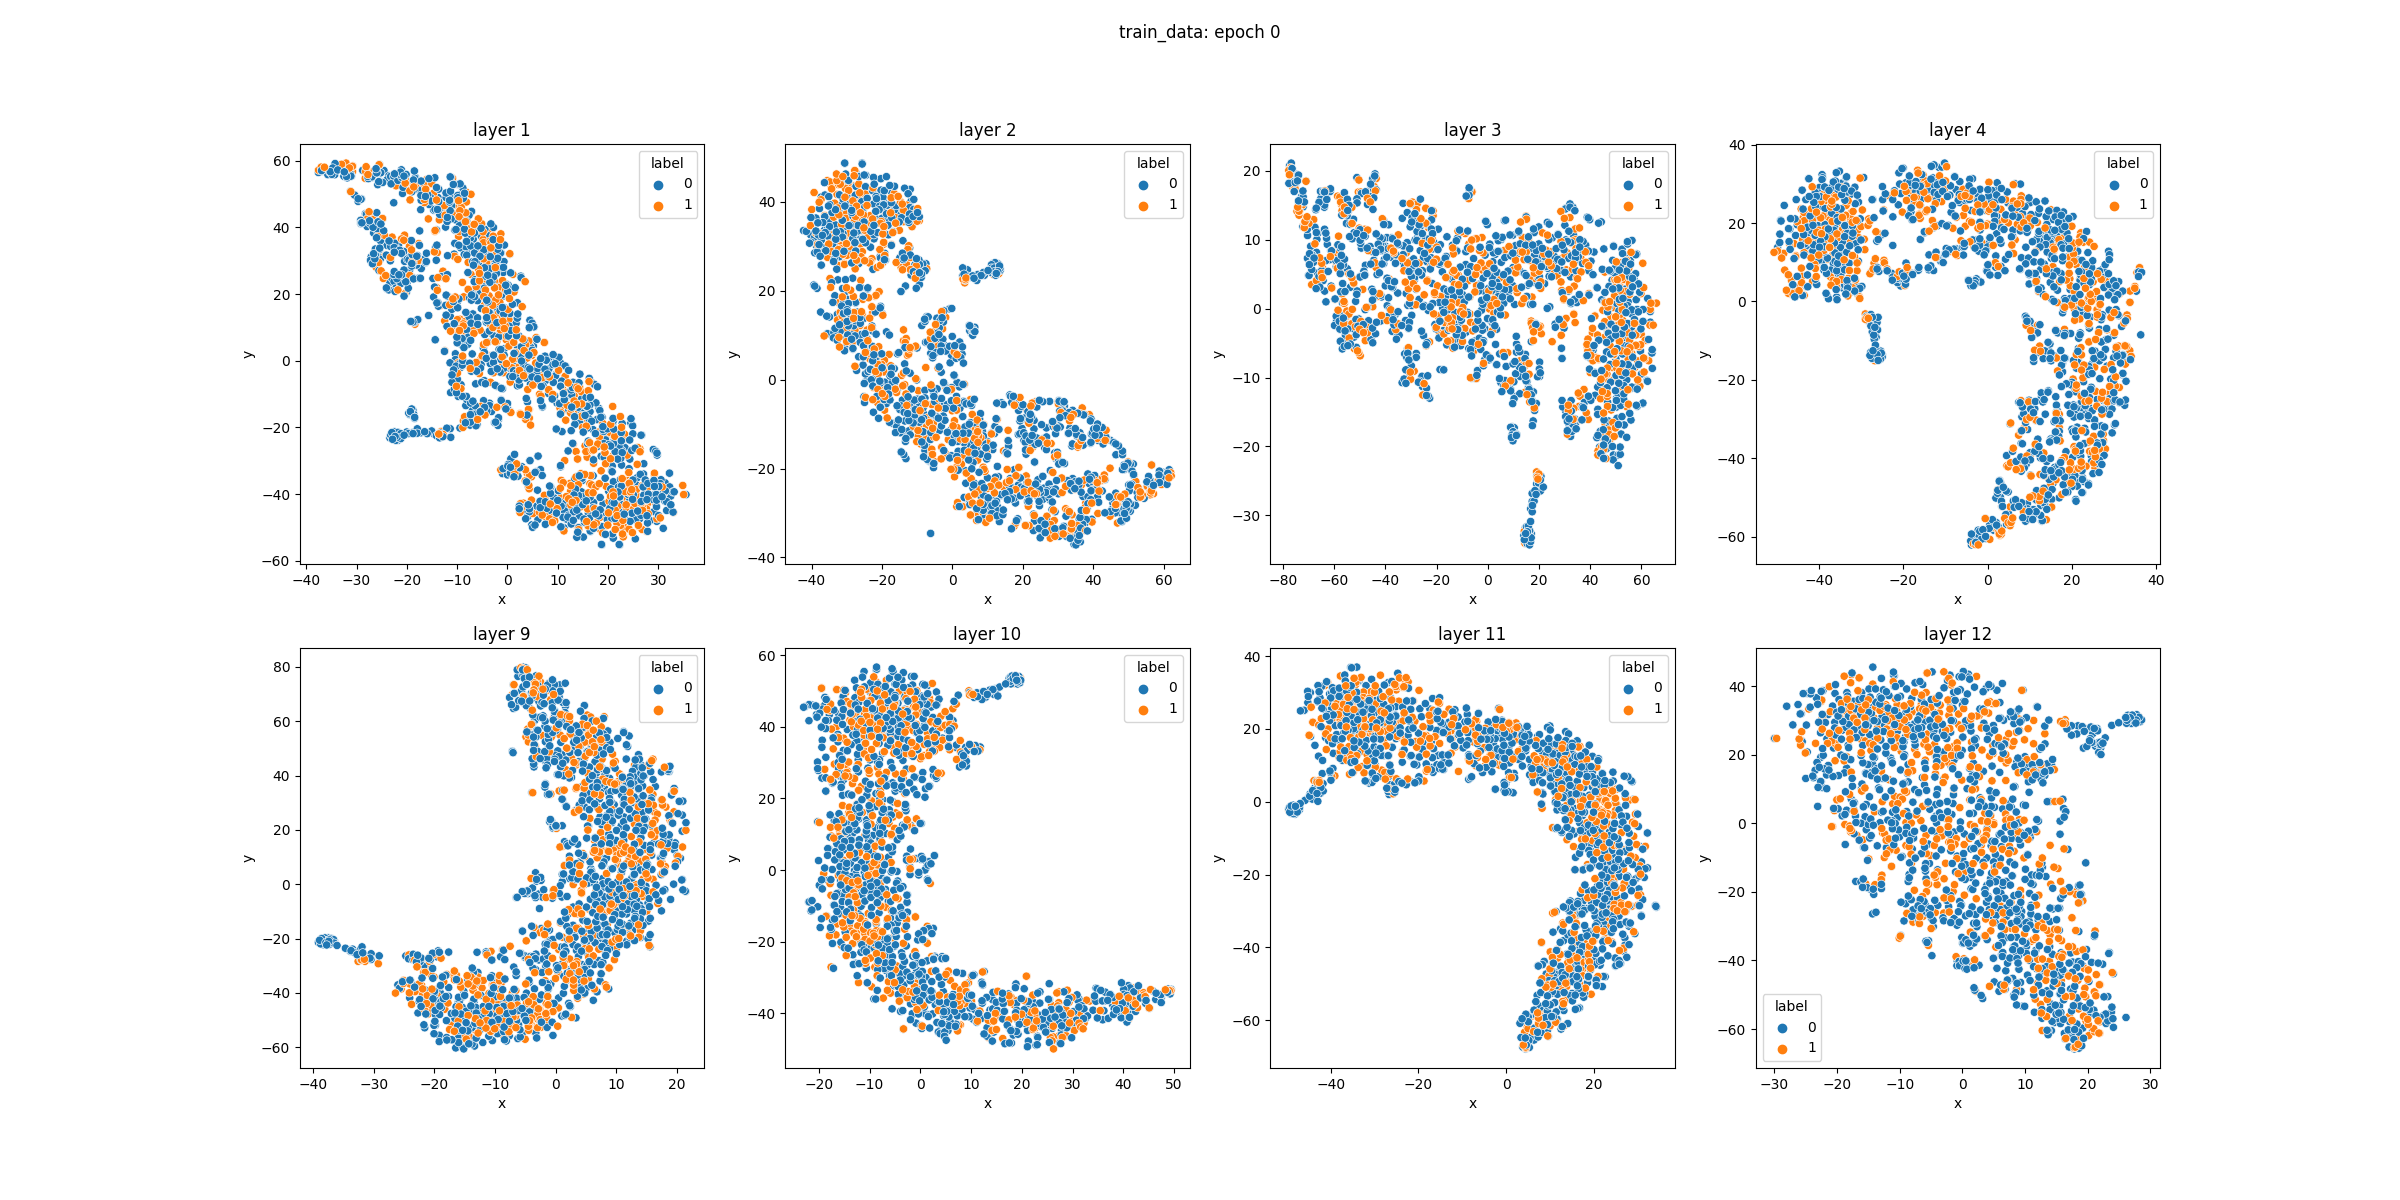 train_data: epoch 0
layer 1
layer 2
layer 3
layer 4
label
0
1
label
0
1
label
0
1
label
0
1
y
60
40
20
0
−20
−40
−60
−40 −30 −20 −10 0 10 20 30
x
y
40
20
0
−20
−40
−40 −20 0 20 40 60
x
y
20
10
0
−10
−20
−30
−80 −60 −40 −20 0 20 40 60
x
y
40
20
0
−20
−40
−60
−40 −20 0 20 40
x
layer 9
layer 10
layer 11
layer 12
label
0
1
label
0
1
label
0
1
label
0
1
y
80
60
40
20
0
−20
−40
−60
−40 −30 −20 −10 0 10 20
x
y
60
40
20
0
−20
−40
−20 −10 0 10 20 30 40 50
x
y
40
20
0
−20
−40
−60
−40 −20 0 20
x
y
40
20
0
−20
−40
−60
−30 −20 −10 0 10 20 30
x